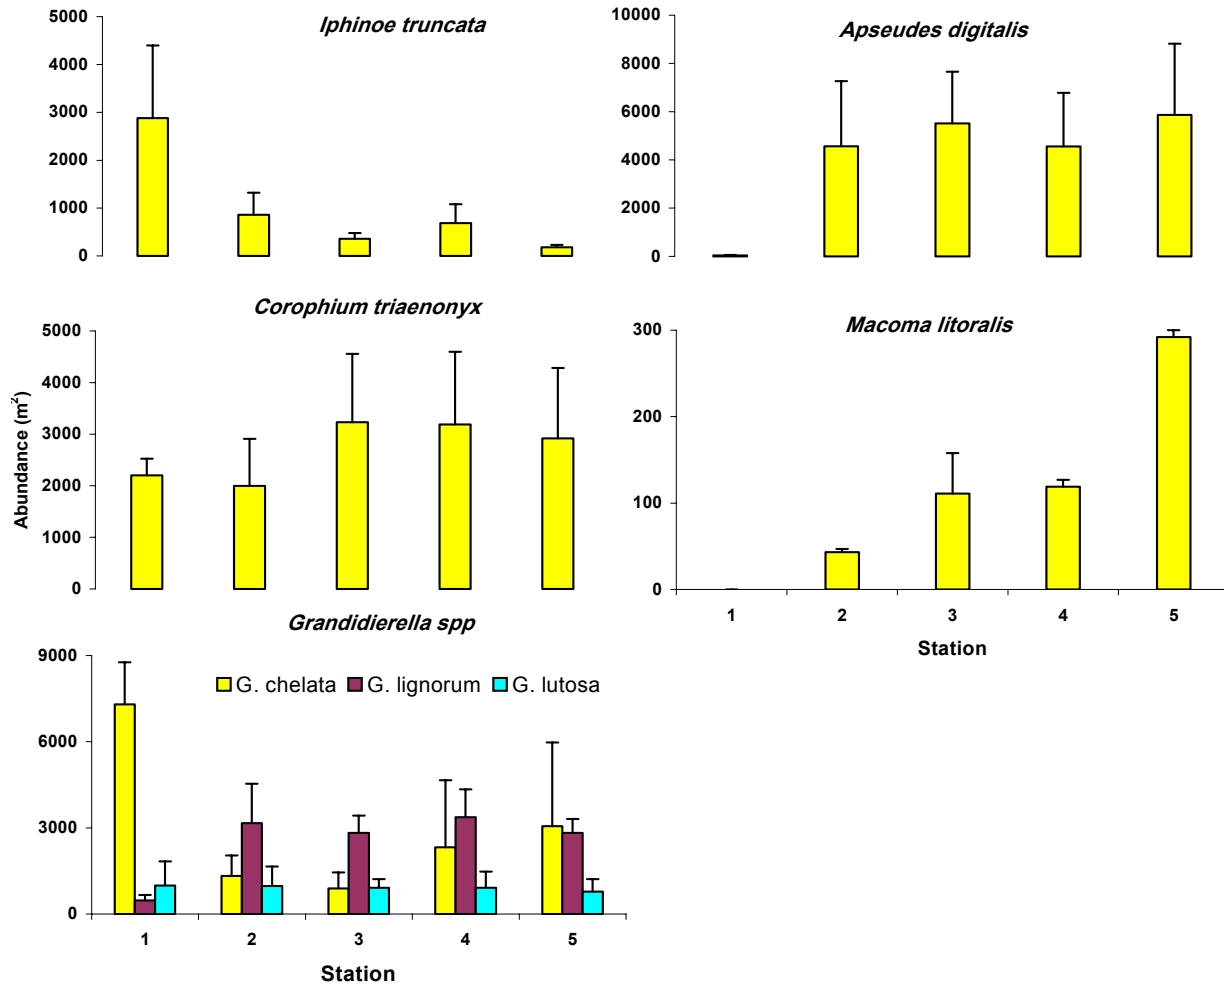 Iphinoe truncata
5000
4000
3000
2000
1000
0
Apseudes digitalis
10000
8000
6000
4000
2000
0
Corophium triaenonyx
5000
4000
3000
2000
1000
0
Abundance (m²)
Macoma litoralis
300
200
100
0
1 2 3 4 5
Station
Grandidierella spp
9000
6000
3000
0
G. chelata G. lignorum G. lutosa
1 2 3 4 5
Station